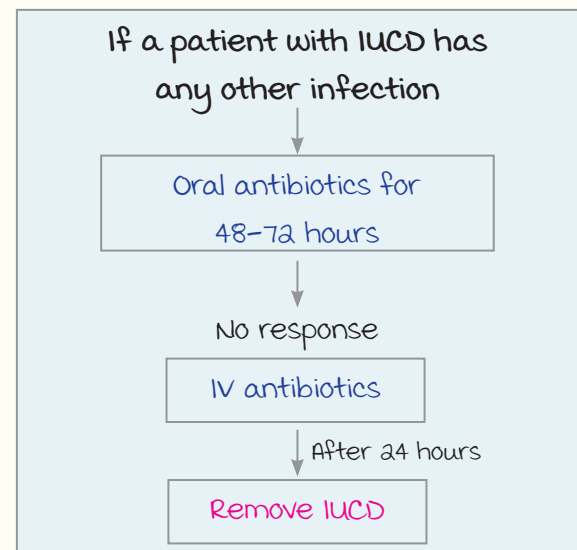 If a patient with IUCD has
any other infection
Oral antibiotics for
48–72 hours
No response
IV antibiotics
After 24 hours
Remove IUCD